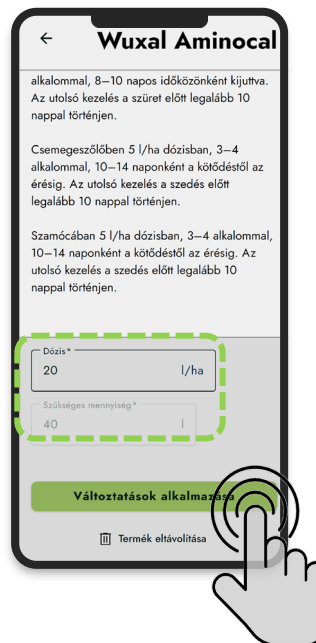 Wuxal Aminocal
alkalommal, 8–10 napos időközönként kijuttva.
Az utolsó kezelés a szüret előtt legalább 10
nappal történjen.
Csemegeszőlőben 5 l/ha dózisban, 3–4
alkalommal, 10–14 naponként a kötődéstől az
érésig. Az utolsó kezelés a szedés előtt
legalább 10 nappal történjen.
Szamócában 5 l/ha dózisban, 3–4 alkalommal,
10–14 naponként a kötődéstől az érésig. Az
utolsó kezelés a szedés előtt legalább 10
nappal történjen.
Dózis*
20 l/ha
Szükséges mennyiség*
40 l
Változtatások alkalmazása
Termék eltávolítása